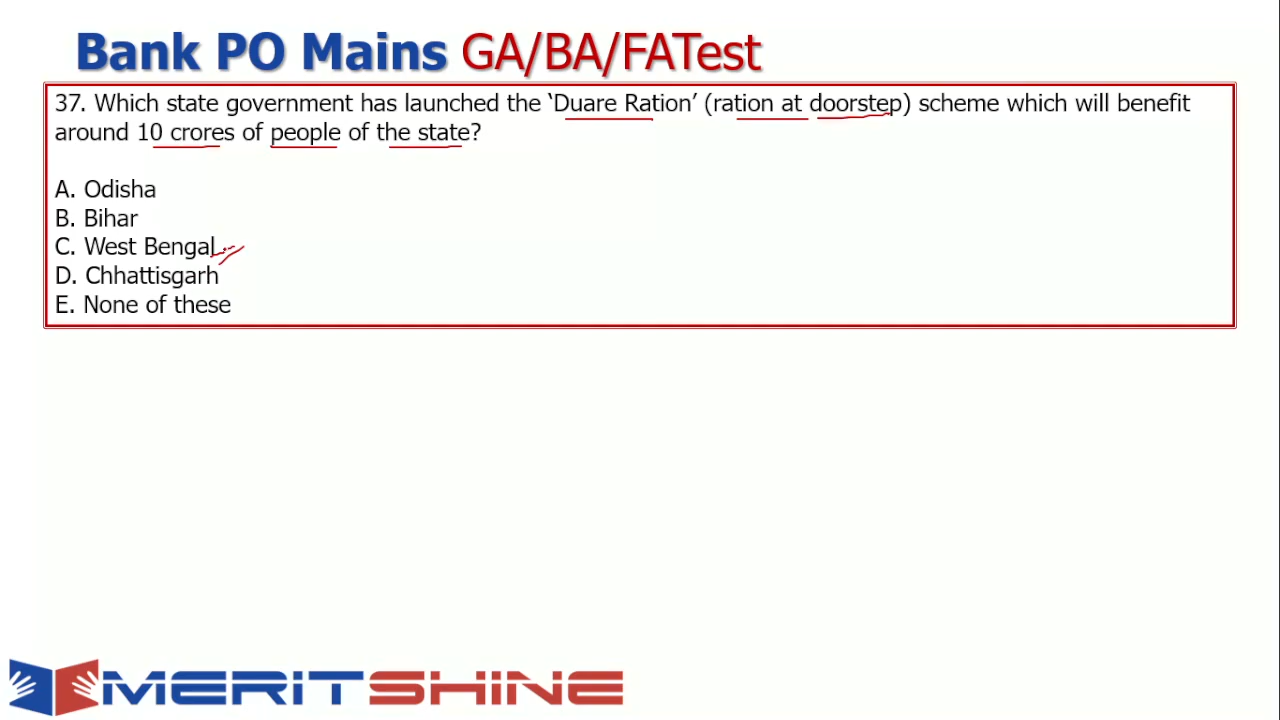 Bank PO Mains GA/BA/FATest
37. Which state government has launched the ‘Duare Ration’ (ration at doorstep) scheme which will benefit
around 10 crores of people of the state?
A. Odisha
B. Bihar
C. West Bengal
D. Chhattisgarh
E. None of these
MERITSHINE